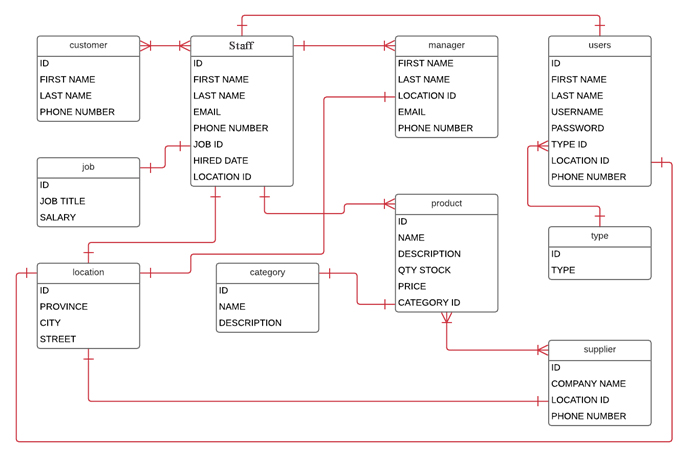 customer
ID
FIRST NAME
LAST NAME
PHONE NUMBER
Staff
ID
FIRST NAME
LAST NAME
EMAIL
PHONE NUMBER
JOB ID
HIRED DATE
LOCATION ID
manager
FIRST NAME
LAST NAME
LOCATION ID
EMAIL
PHONE NUMBER
users
ID
FIRST NAME
LAST NAME
USERNAME
PASSWORD
TYPE ID
LOCATION ID
PHONE NUMBER
job
ID
JOB TITLE
SALARY
product
ID
NAME
DESCRIPTION
QTY STOCK
PRICE
CATEGORY ID
type
ID
TYPE
location
ID
PROVINCE
CITY
STREET
category
ID
NAME
DESCRIPTION
supplier
ID
COMPANY NAME
LOCATION ID
PHONE NUMBER